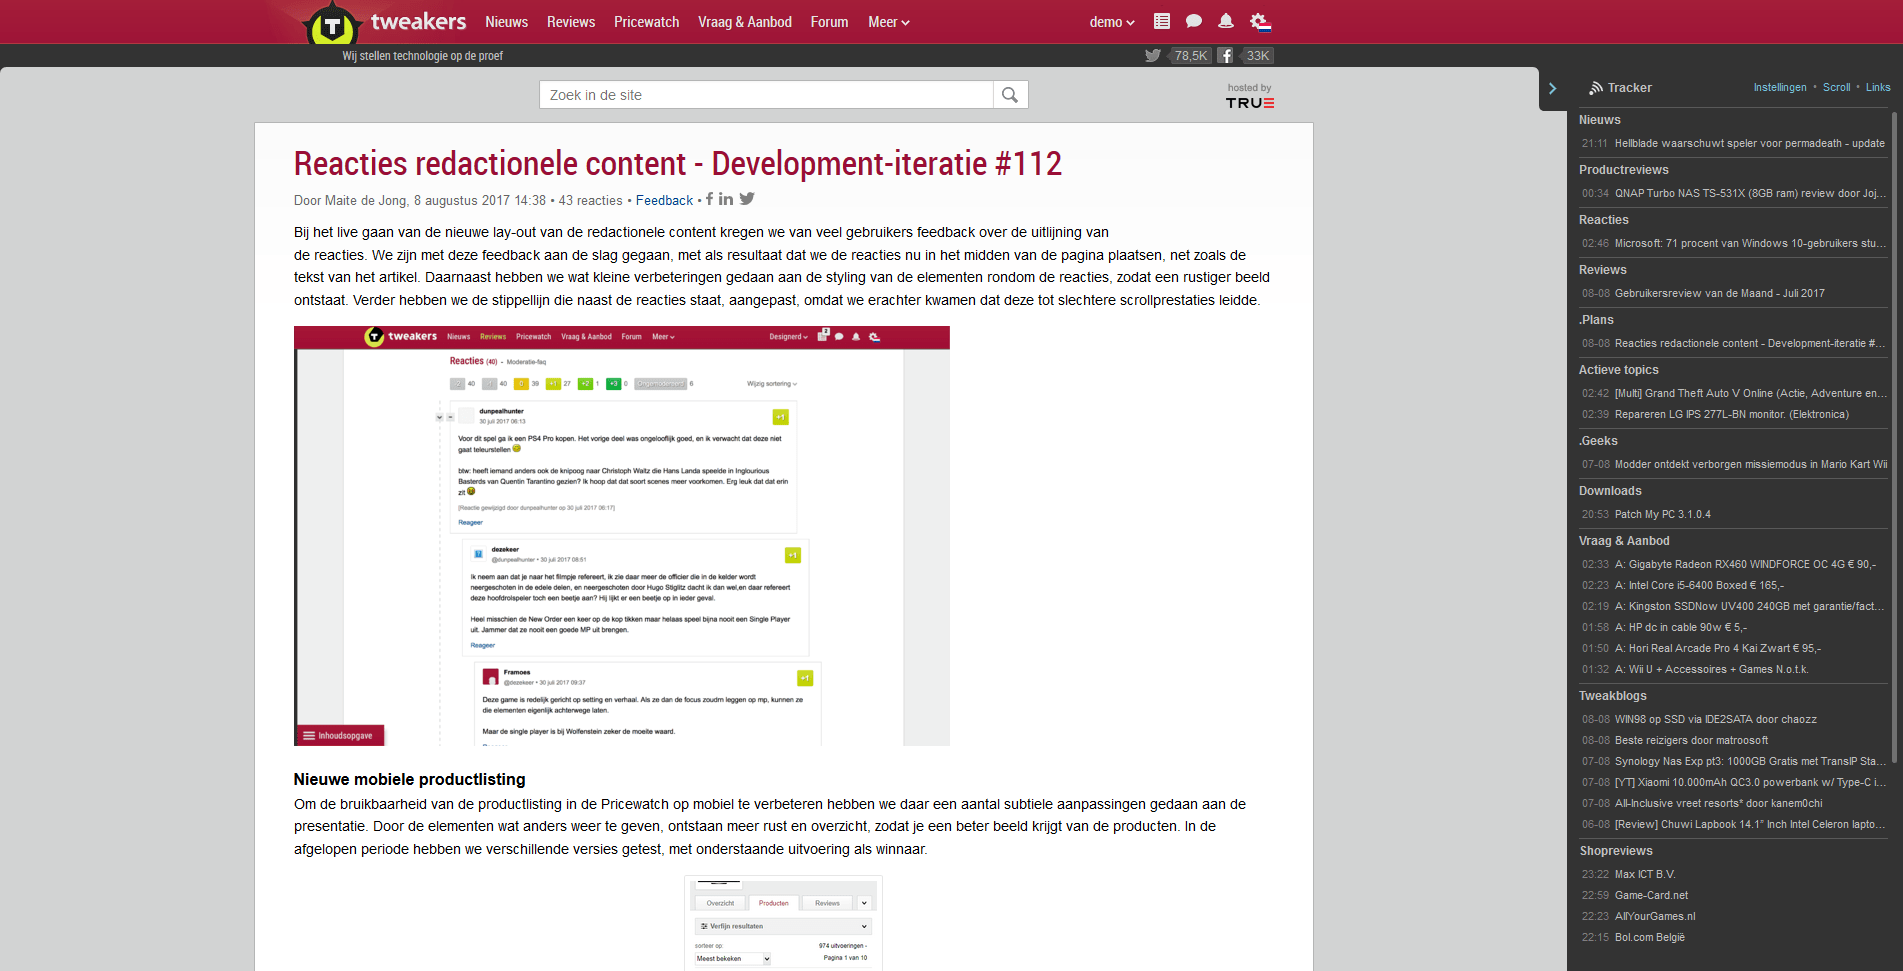 tweakers Nieuws Reviews Pricewatch Vraag & Aanbod Forum Meer demo
Wij stellen technologie op de proef 78,5K 33K
Zoek in de site
hosted by
TRUE
Reacties redactionele content - Development-iteratie #112
Door Maite de Jong, 8 augustus 2017 14:38 • 43 reacties • Feedback •
Bij het live gaan van de nieuwe lay-out van de redactionele content kregen we van veel gebruikers feedback over de uitlijning van
de reacties. We zijn met deze feedback aan de slag gegaan, met als resultaat dat we de reacties nu in het midden van de pagina plaatsen, net zoals de
tekst van het artikel. Daarnaast hebben we wat kleine verbeteringen gedaan aan de styling van de elementen rondom de reacties, zodat een rustiger beeld
ontstaat. Verder hebben we de stippellijn die naast de reacties staat, aangepast, omdat we erachter kwamen dat deze tot slechtere scrollprestaties leidde.
tweakers Nieuws Reviews Pricewatch Vraag & Aanbod Forum Meer Designerd 2
Reacties (40) - Moderatie-faq
40 40 0 39 +1 27 +2 1 +3 0 Ongemodereerd 6 Wijzig sortering
dunpealhunter
30 juli 2017 06:13
+1
Voor dit spel ga ik een PS4 Pro kopen. Het vorige deel was ongelooflijk goed, en ik verwacht dat deze niet
gaat teleurstellen
btw: heeft iemand anders ook de knipoog naar Christoph Waltz die Hans Landa speelde in Inglourious
Basterds van Quentin Tarantino gezien? Ik hoop dat dat soort scenes meer voorkomen. Erg leuk dat dat erin
zit
[Reactie gewijzigd door dunpealhunter op 30 juli 2017 06:17]
Reageer
dezekeer
@dunpealhunter • 30 juli 2017 08:51
+1
Ik neem aan dat je naar het filmpje refereert, ik zie daar meer de officier die in de kelder wordt
neergeschoten in de edele delen, en neergeschoten door Hugo Stiglitz dacht ik dan wel,en daar refereert
deze hoofdrolspeler toch een beetje aan? Hij lijkt er een beetje op in ieder geval.
Heel misschien de New Order een keer op de kop tikken maar helaas speel bijna nooit een Single Player
uit. Jammer dat ze nooit een goede MP uit brengen.
Reageer
Framoes
@dezekeer • 30 juli 2017 09:37
+1
Deze game is redelijk gericht op setting en verhaal. Als ze dan de focus zoudrn leggen op mp, kunnen ze
die elementen eigenlijk achterwege laten.
Maar de single player is bij Wolfenstein zeker de moeite waard.
Inhoudsopgave
Nieuwe mobiele productlisting
Om de bruikbaarheid van de productlisting in de Pricewatch op mobiel te verbeteren hebben we daar een aantal subtiele aanpassingen gedaan aan de
presentatie. Door de elementen wat anders weer te geven, ontstaan meer rust en overzicht, zodat je een beter beeld krijgt van de producten. In de
afgelopen periode hebben we verschillende versies getest, met onderstaande uitvoering als winnaar.
Overzicht Producten Reviews
Verfijn resultaten
sorteer op: 974 uitvoeringen
Meest bekeken Pagina 1 van 10
Tracker Instellingen • Scroll • Links
Nieuws
21:11 Hellblade waarschuwt speler voor permadeath - update
Productreviews
00:34 QNAP Turbo NAS TS-531X (8GB ram) review door Joj...
Reacties
02:46 Microsoft: 71 procent van Windows 10-gebruikers stu...
Reviews
08-08 Gebruikersreview van de Maand - Juli 2017
.Plans
08-08 Reacties redactionele content - Development-iteratie #...
Actieve topics
02:42 [Multi] Grand Theft Auto V Online (Actie, Adventure en...
02:39 Repareren LG IPS 277L-BN monitor. (Elektronica)
.Geeks
07-08 Modder ontdekt verborgen missiemodus in Mario Kart Wii
Downloads
20:53 Patch My PC 3.1.0.4
Vraag & Aanbod
02:33 A: Gigabyte Radeon RX460 WINDFORCE OC 4G € 90,-
02:23 A: Intel Core i5-6400 Boxed € 165,-
02:19 A: Kingston SSDNow UV400 240GB met garantie/fact...
01:58 A: HP dc in cable 90w € 5,-
01:50 A: Hori Real Arcade Pro 4 Kai Zwart € 95,-
01:32 A: Wii U + Accessoires + Games N.o.t.k.
Tweakblogs
08-08 WIN98 op SSD via IDE2SATA door chaozz
08-08 Beste reizigers door matroosoft
07-08 Synology Nas Exp pt3: 1000GB Gratis met TransIP Sta...
07-08 [YT] Xiaomi 10.000mAh QC3.0 powerbank w/ Type-C i...
07-08 All-Inclusive vreet resorts* door kanem0chi
06-08 [Review] Chuwi Lapbook 14.1" Inch Intel Celeron lapto...
Shopreviews
23:22 Max ICT B.V.
22:59 Game-Card.net
22:23 AllYourGames.nl
22:15 Bol.com België